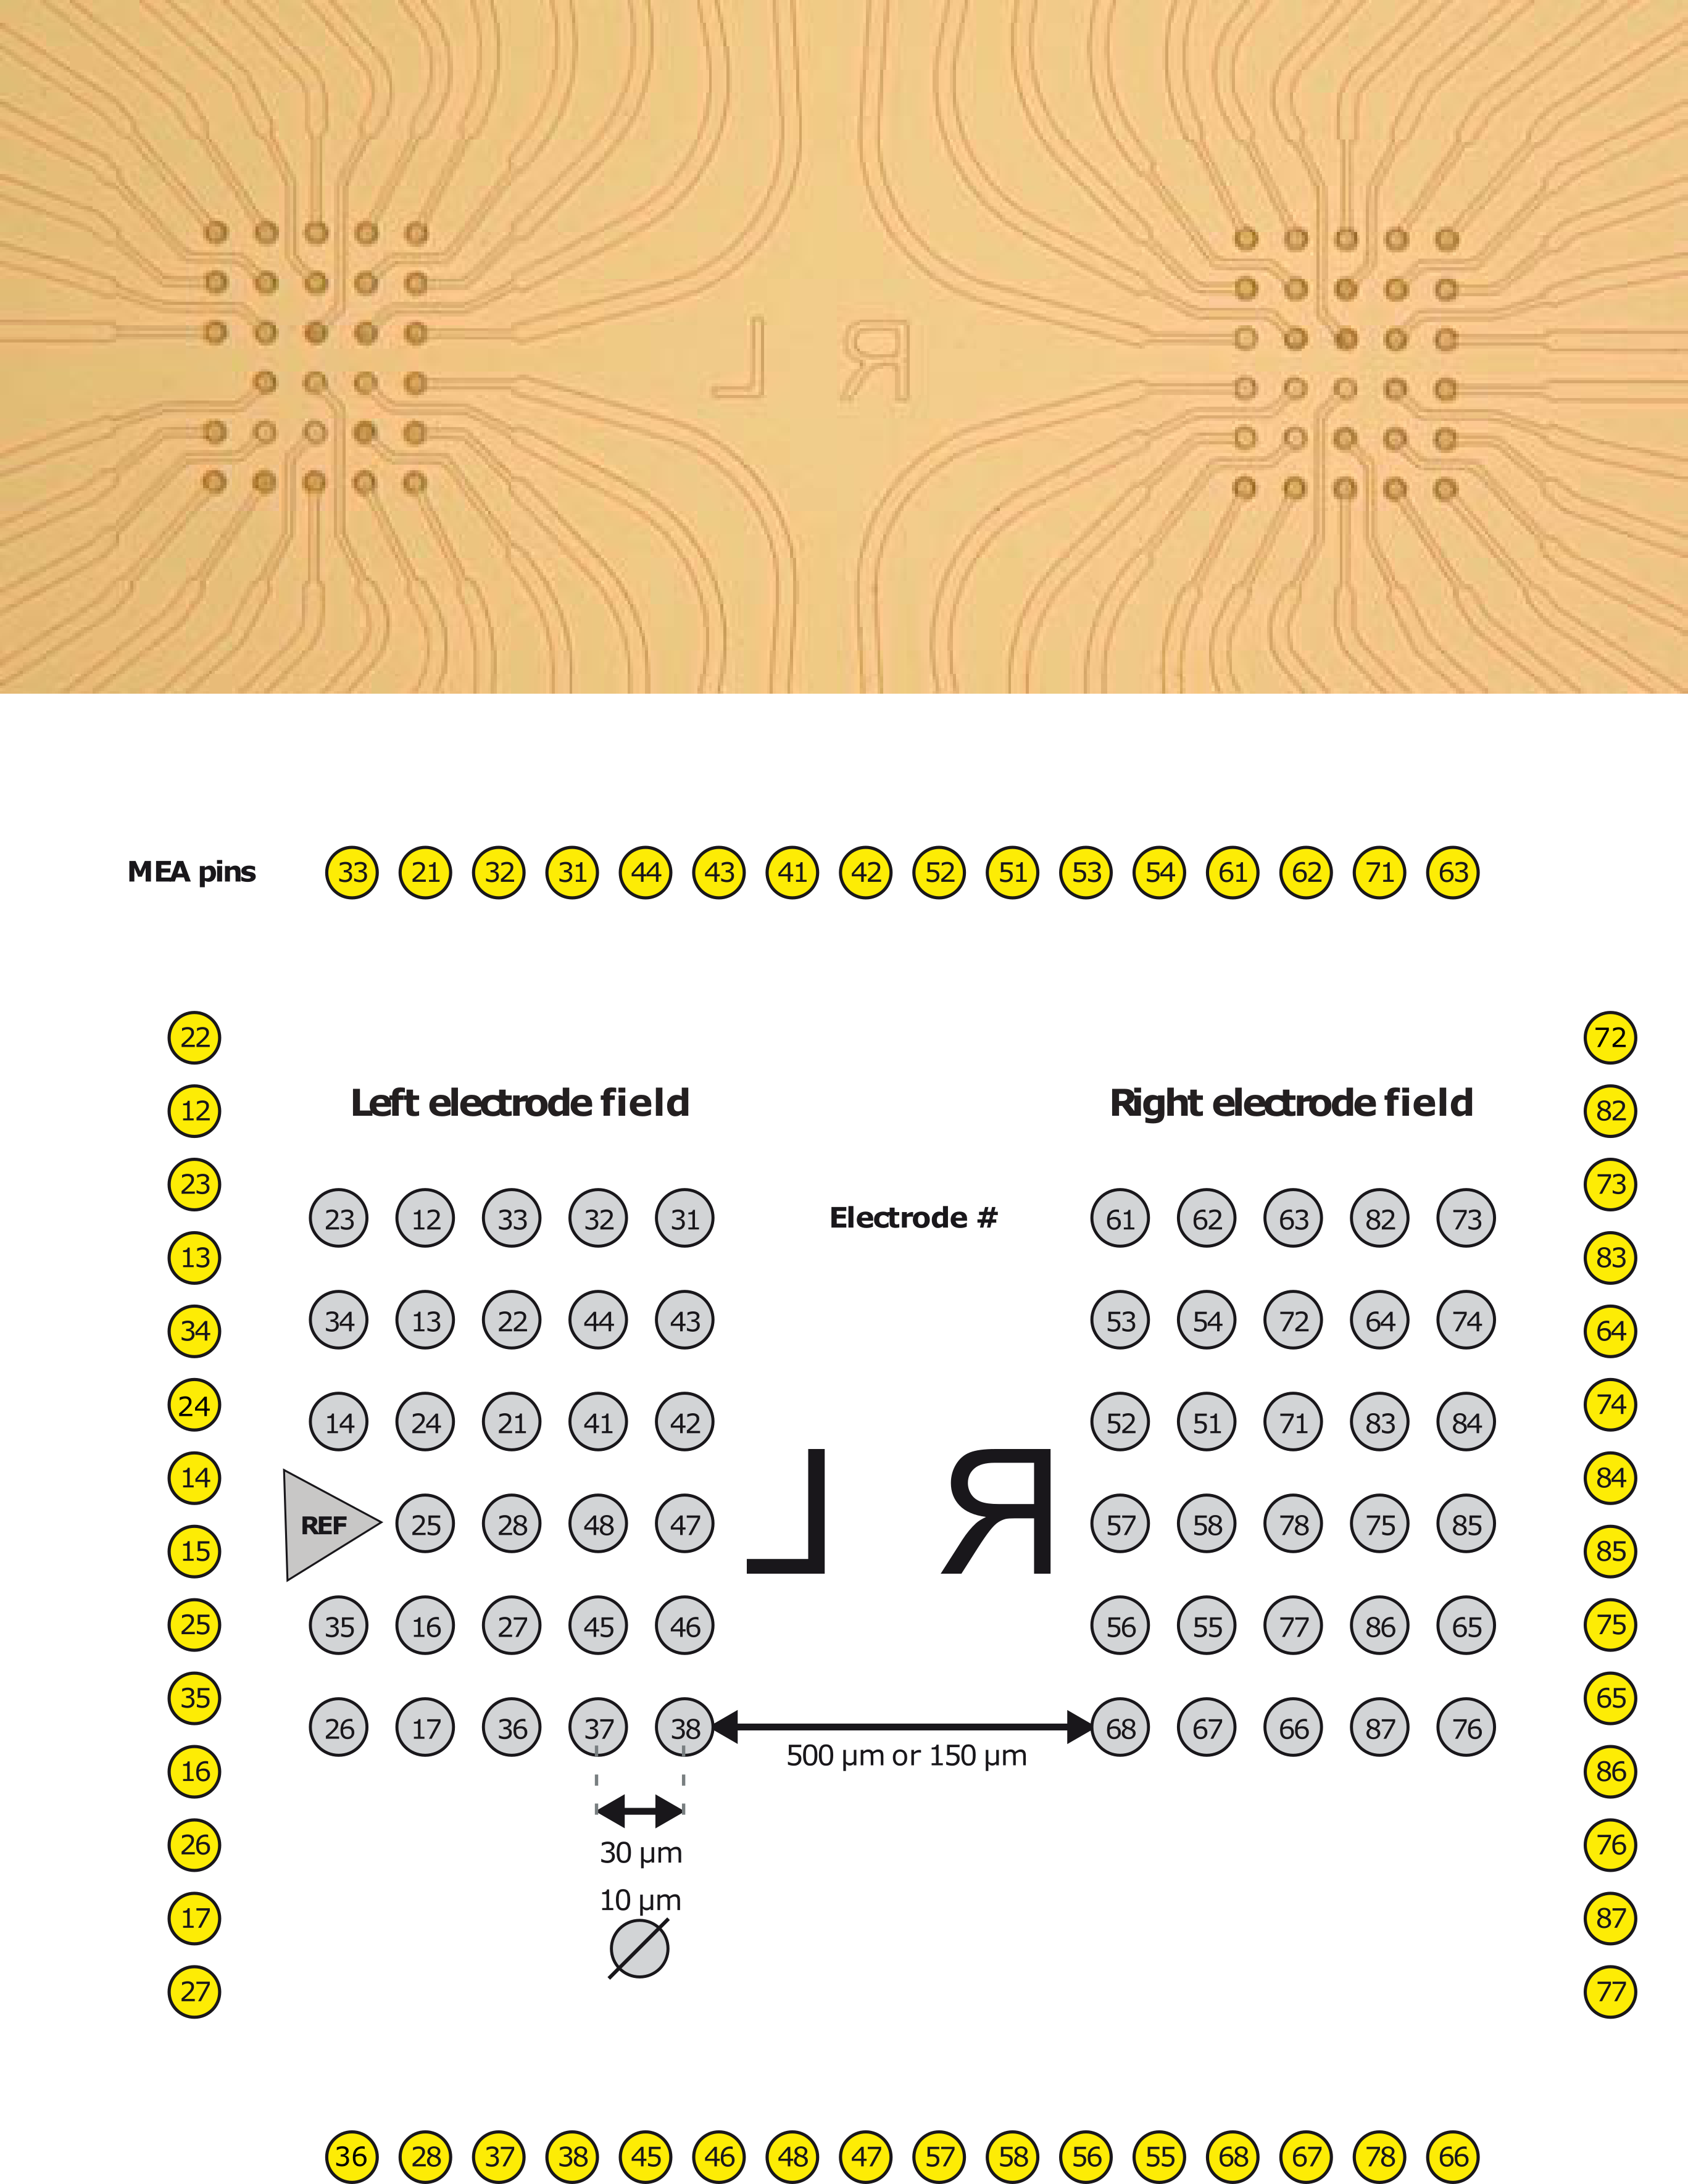 L R
MEA pins 33 21 32 31 44 43 41 42 52 51 53 54 61 62 71 63
22 72
12 82
Left electrode field Right electrode field
23 73
23 12 33 32 31 Electrode # 61 62 63 82 73
13 83
34 13 22 44 43 53 54 72 64 74
34 64
24 74
14 24 21 41 42 52 51 71 83 84
14 84
L R
REF 25 28 48 47 57 58 78 75 85
15 85
25 75
35 16 27 45 46 56 55 77 86 65
35 65
26 17 36 37 38 68 67 66 87 76
500 µm or 150 µm
16 86
26 76
30 µm
10 µm
17 87
27 77
36 28 37 38 45 46 48 47 57 58 56 55 68 67 78 66